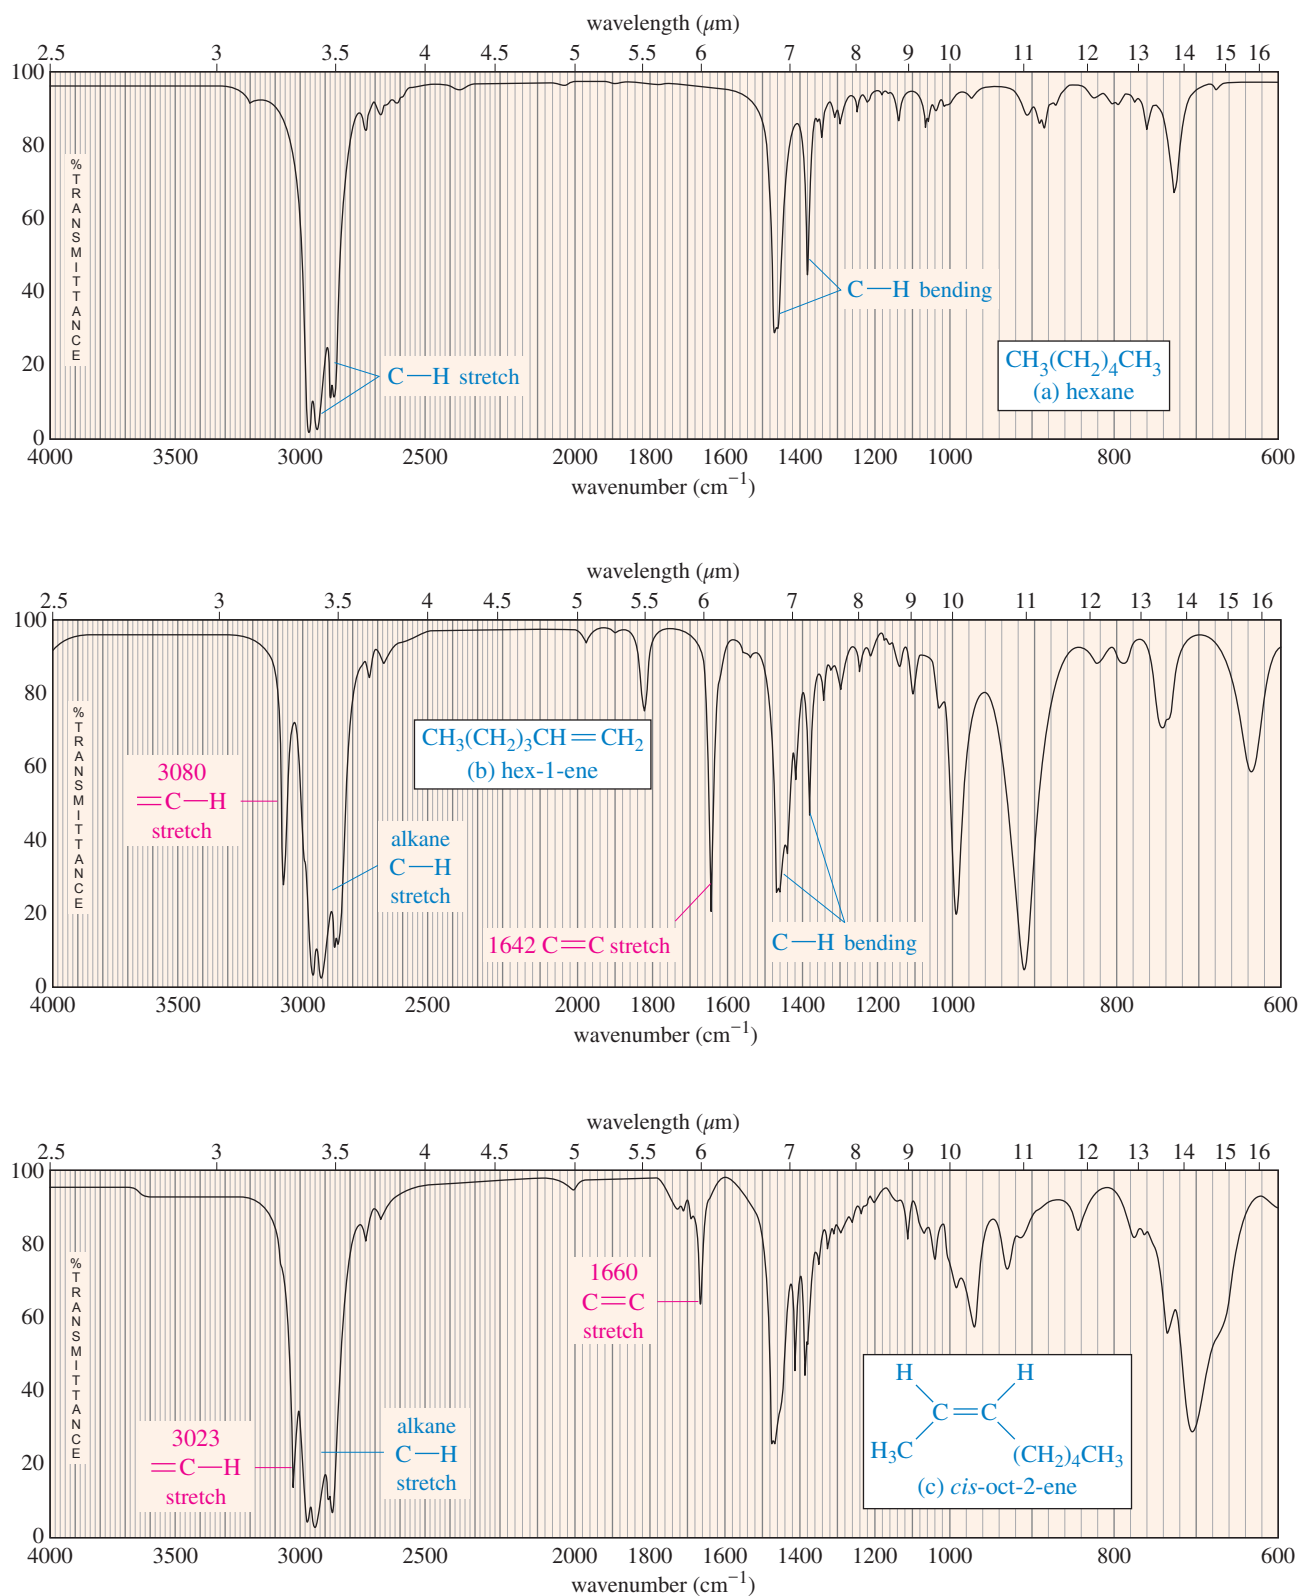 wavelength (μm)
2.5 3 3.5 4 4.5 5 5.5 6 7 8 9 10 11 12 13 14 15 16
100
80
60
40
20
0
%TRANSMITTANCE
C—H stretch
C—H bending
CH₃(CH₂)₄CH₃
(a) hexane
4000 3500 3000 2500 2000 1800 1600 1400 1200 1000 800 600
wavenumber (cm⁻¹)
wavelength (μm)
2.5 3 3.5 4 4.5 5 5.5 6 7 8 9 10 11 12 13 14 15 16
100
80
60
40
20
0
%TRANSMITTANCE
3080
=C—H
stretch
alkane
C—H
stretch
CH₃(CH₂)₃CH=CH₂
(b) hex-1-ene
1642 C=C stretch
C—H bending
4000 3500 3000 2500 2000 1800 1600 1400 1200 1000 800 600
wavenumber (cm⁻¹)
wavelength (μm)
2.5 3 3.5 4 4.5 5 5.5 6 7 8 9 10 11 12 13 14 15 16
100
80
60
40
20
0
%TRANSMITTANCE
3023
=C—H
stretch
alkane
C—H
stretch
1660
C=C
stretch
H H
C=C
H₃C (CH₂)₄CH₃
(c) cis-oct-2-ene
4000 3500 3000 2500 2000 1800 1600 1400 1200 1000 800 600
wavenumber (cm⁻¹)